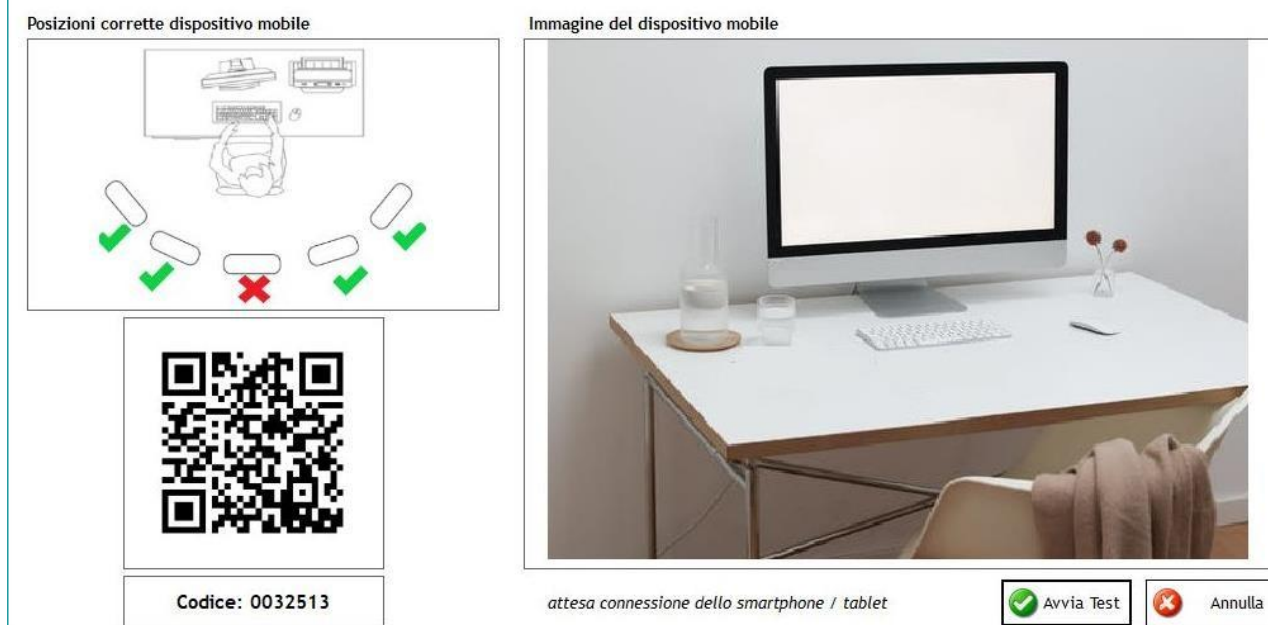 Posizioni corrette dispositivo mobile
Immagine del dispositivo mobile
Codice: 0032513
attesa connessione dello smartphone / tablet
Avvia Test
Annulla